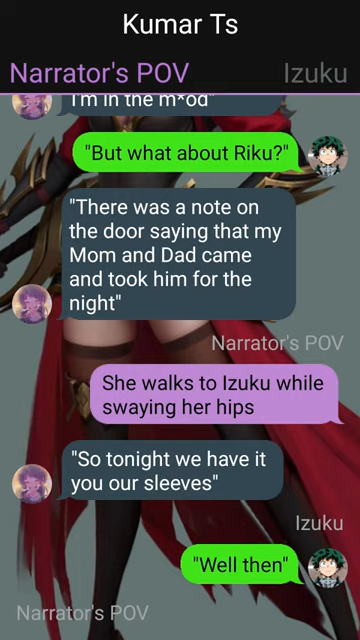 Kumar Ts
Narrator's POV Izuku
I'm in the m*od"
"But what about Riku?"
"There was a note on
the door saying that my
Mom and Dad came
and took him for the
night"
Narrator's POV
She walks to Izuku while
swaying her hips
"So tonight we have it
you our sleeves"
Izuku
"Well then"
Narrator's POV